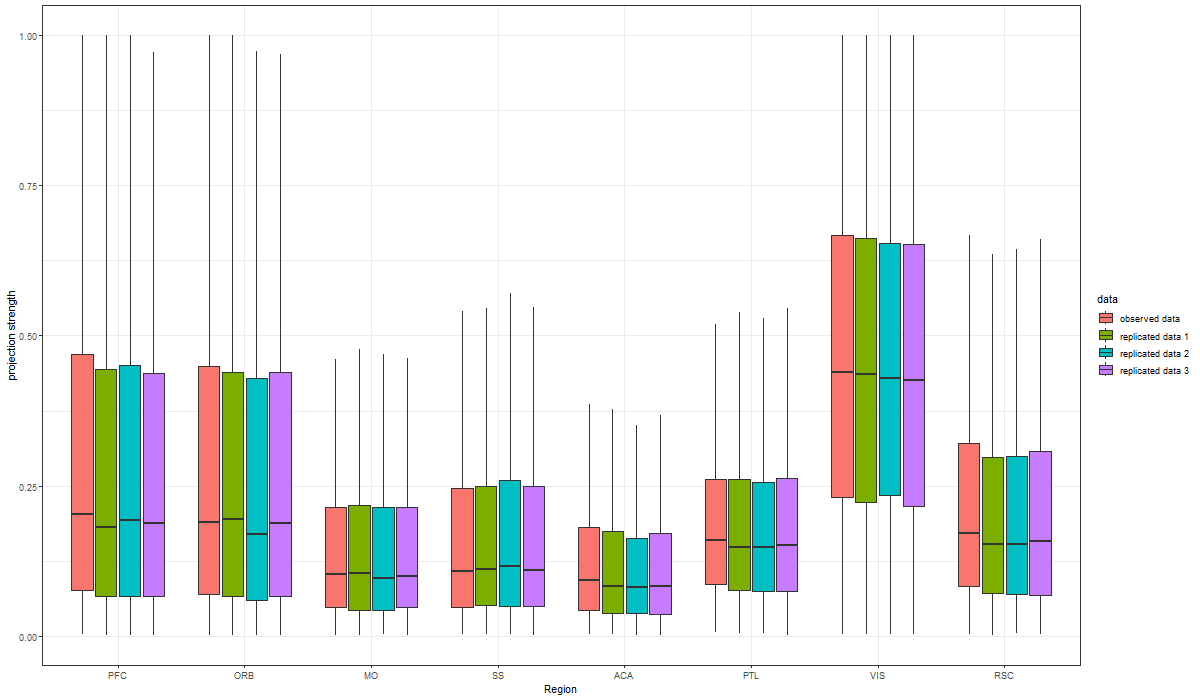 1.00
0.75
0.50
0.25
0.00
projection strength
PFC ORB MO SS ACA PTL VIS RSC
Region
data
observed data
replicated data 1
replicated data 2
replicated data 3